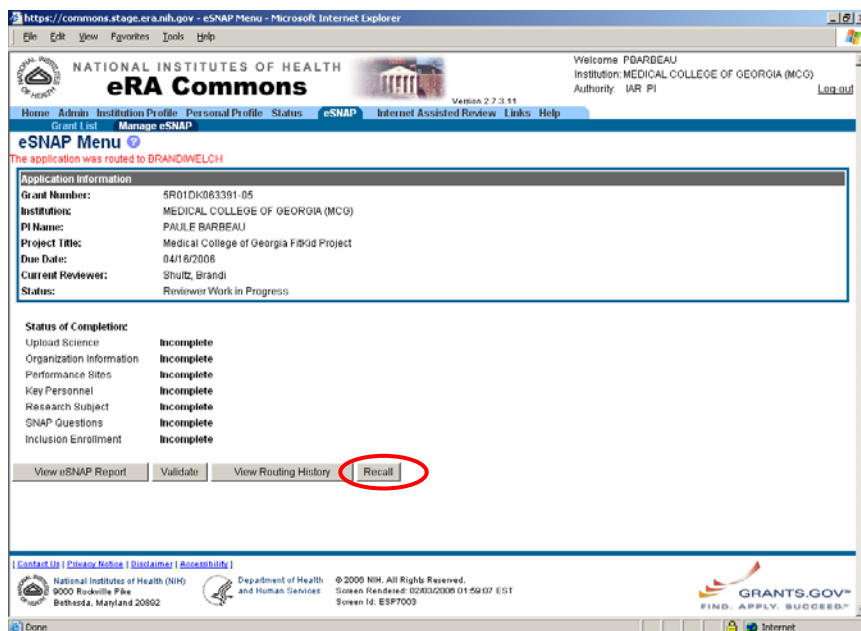 https://commons.stage.era.nih.gov - eSNAP Menu - Microsoft Internet Explorer
File Edit View Favorites Tools Help
NATIONAL INSTITUTES OF HEALTH
eRA Commons
Version 2.7.3.11
Welcome PBARBEAU
Institution: MEDICAL COLLEGE OF GEORGIA (MCG)
Authority: IAR PI
Log-out
Home Admin Institution Profile Personal Profile Status eSNAP Internet Assisted Review Links Help
Grant List Manage eSNAP
eSNAP Menu ?
The application was routed to BRANDIWELCH
Application Information
Grant Number: 5R01DK063391-05
Institution: MEDICAL COLLEGE OF GEORGIA (MCG)
PI Name: PAULE BARBEAU
Project Title: Medical College of Georgia FitKid Project
Due Date: 04/16/2006
Current Reviewer: Shultz, Brandi
Status: Reviewer Work in Progress
Status of Completion:
Upload Science Incomplete
Organization Information Incomplete
Performance Sites Incomplete
Key Personnel Incomplete
Research Subject Incomplete
SNAP Questions Incomplete
Inclusion Enrollment Incomplete
View eSNAP Report Validate View Routing History Recall
[ Contact Us | Privacy Notice | Disclaimer | Accessibility ]
National Institutes of Health (NIH)
9000 Rockville Pike
Bethesda, Maryland 20892
Department of Health
and Human Services
© 2006 NIH. All Rights Reserved.
Screen Rendered: 02/03/2006 01:59:07 EST
Screen Id: ESP7003
GRANTS.GOV℠
FIND. APPLY. SUCCEED.℠
Done Internet